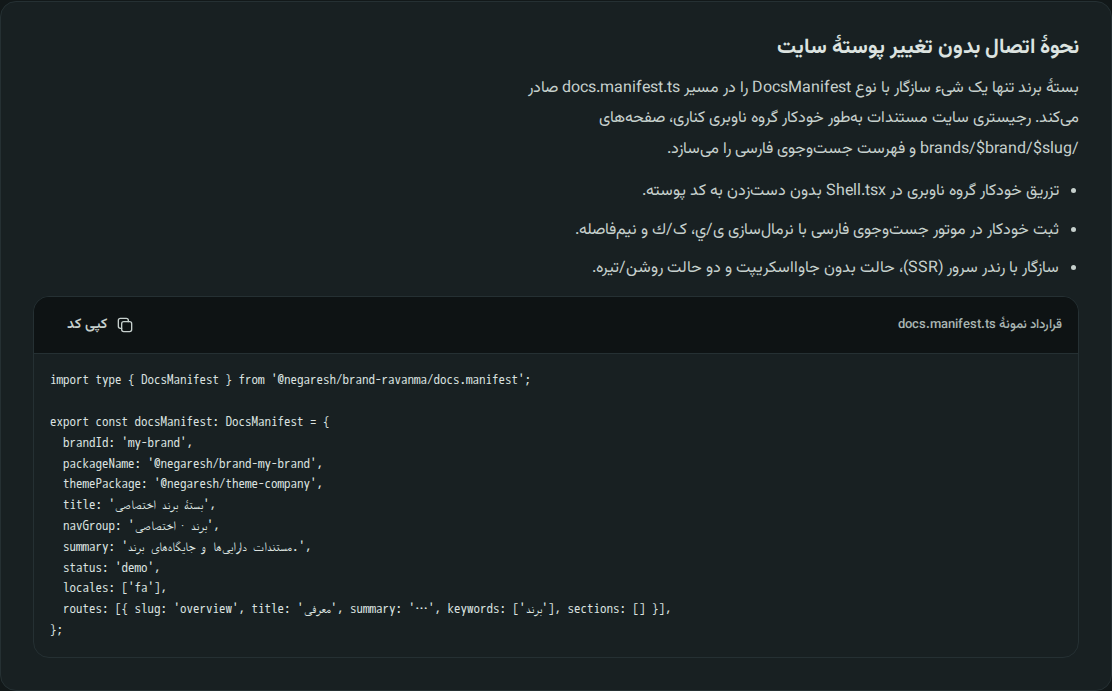 نحوهٔ اتصال بدون تغییر پوستهٔ سایت
بستهٔ برند تنها یک شیء سازگار با نوع DocsManifest را در مسیر docs.manifest.ts صادر
می‌کند. رجیستری سایت مستندات به‌طور خودکار گروه ناوبری کناری، صفحه‌های
/brands/$brand/$slug و فهرست جست‌وجوی فارسی را می‌سازد.
• تزریق خودکار گروه ناوبری در Shell.tsx بدون دست‌زدن به کد پوسته.
• ثبت خودکار در موتور جست‌وجوی فارسی با نرمال‌سازی ی/ي، ک/ك و نیم‌فاصله.
• سازگار با رندر سرور (SSR)، حالت بدون جاوااسکریپت و دو حالت روشن/تیره.
قرارداد نمونهٔ docs.manifest.ts
کپی کد
import type { DocsManifest } from '@negaresh/brand-ravanma/docs.manifest';
export const docsManifest: DocsManifest = {
brandId: 'my-brand',
packageName: '@negaresh/brand-my-brand',
themePackage: '@negaresh/theme-company',
title: 'بستهٔ برند اختصاصی',
navGroup: 'برند · اختصاصی',
summary: 'مستندات دارایی‌ها و جایگاه‌های برند.',
status: 'demo',
locales: ['fa'],
routes: [{ slug: 'overview', title: 'معرفی', summary: '…', keywords: ['برند'], sections: [] }],
};